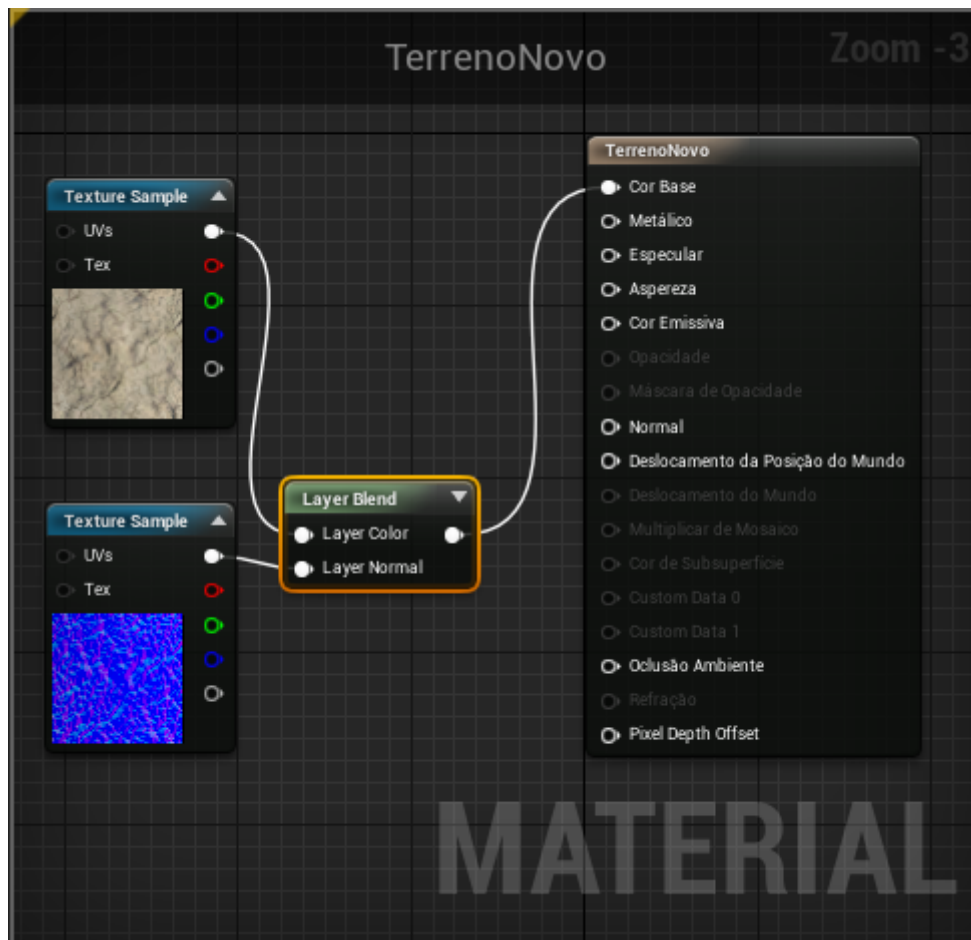 TerrenoNovo
Zoom -3
Texture Sample
UVs
Tex
Texture Sample
UVs
Tex
Layer Blend
Layer Color
Layer Normal
TerrenoNovo
Cor Base
Metálico
Especular
Aspereza
Cor Emissiva
Opacidade
Máscara de Opacidade
Normal
Deslocamento da Posição do Mundo
Deslocamento do Mundo
Multiplicar de Mosaico
Cor de Subsuperfície
Custom Data 0
Custom Data 1
Oclusão Ambiente
Refração
Pixel Depth Offset
MATERIAL